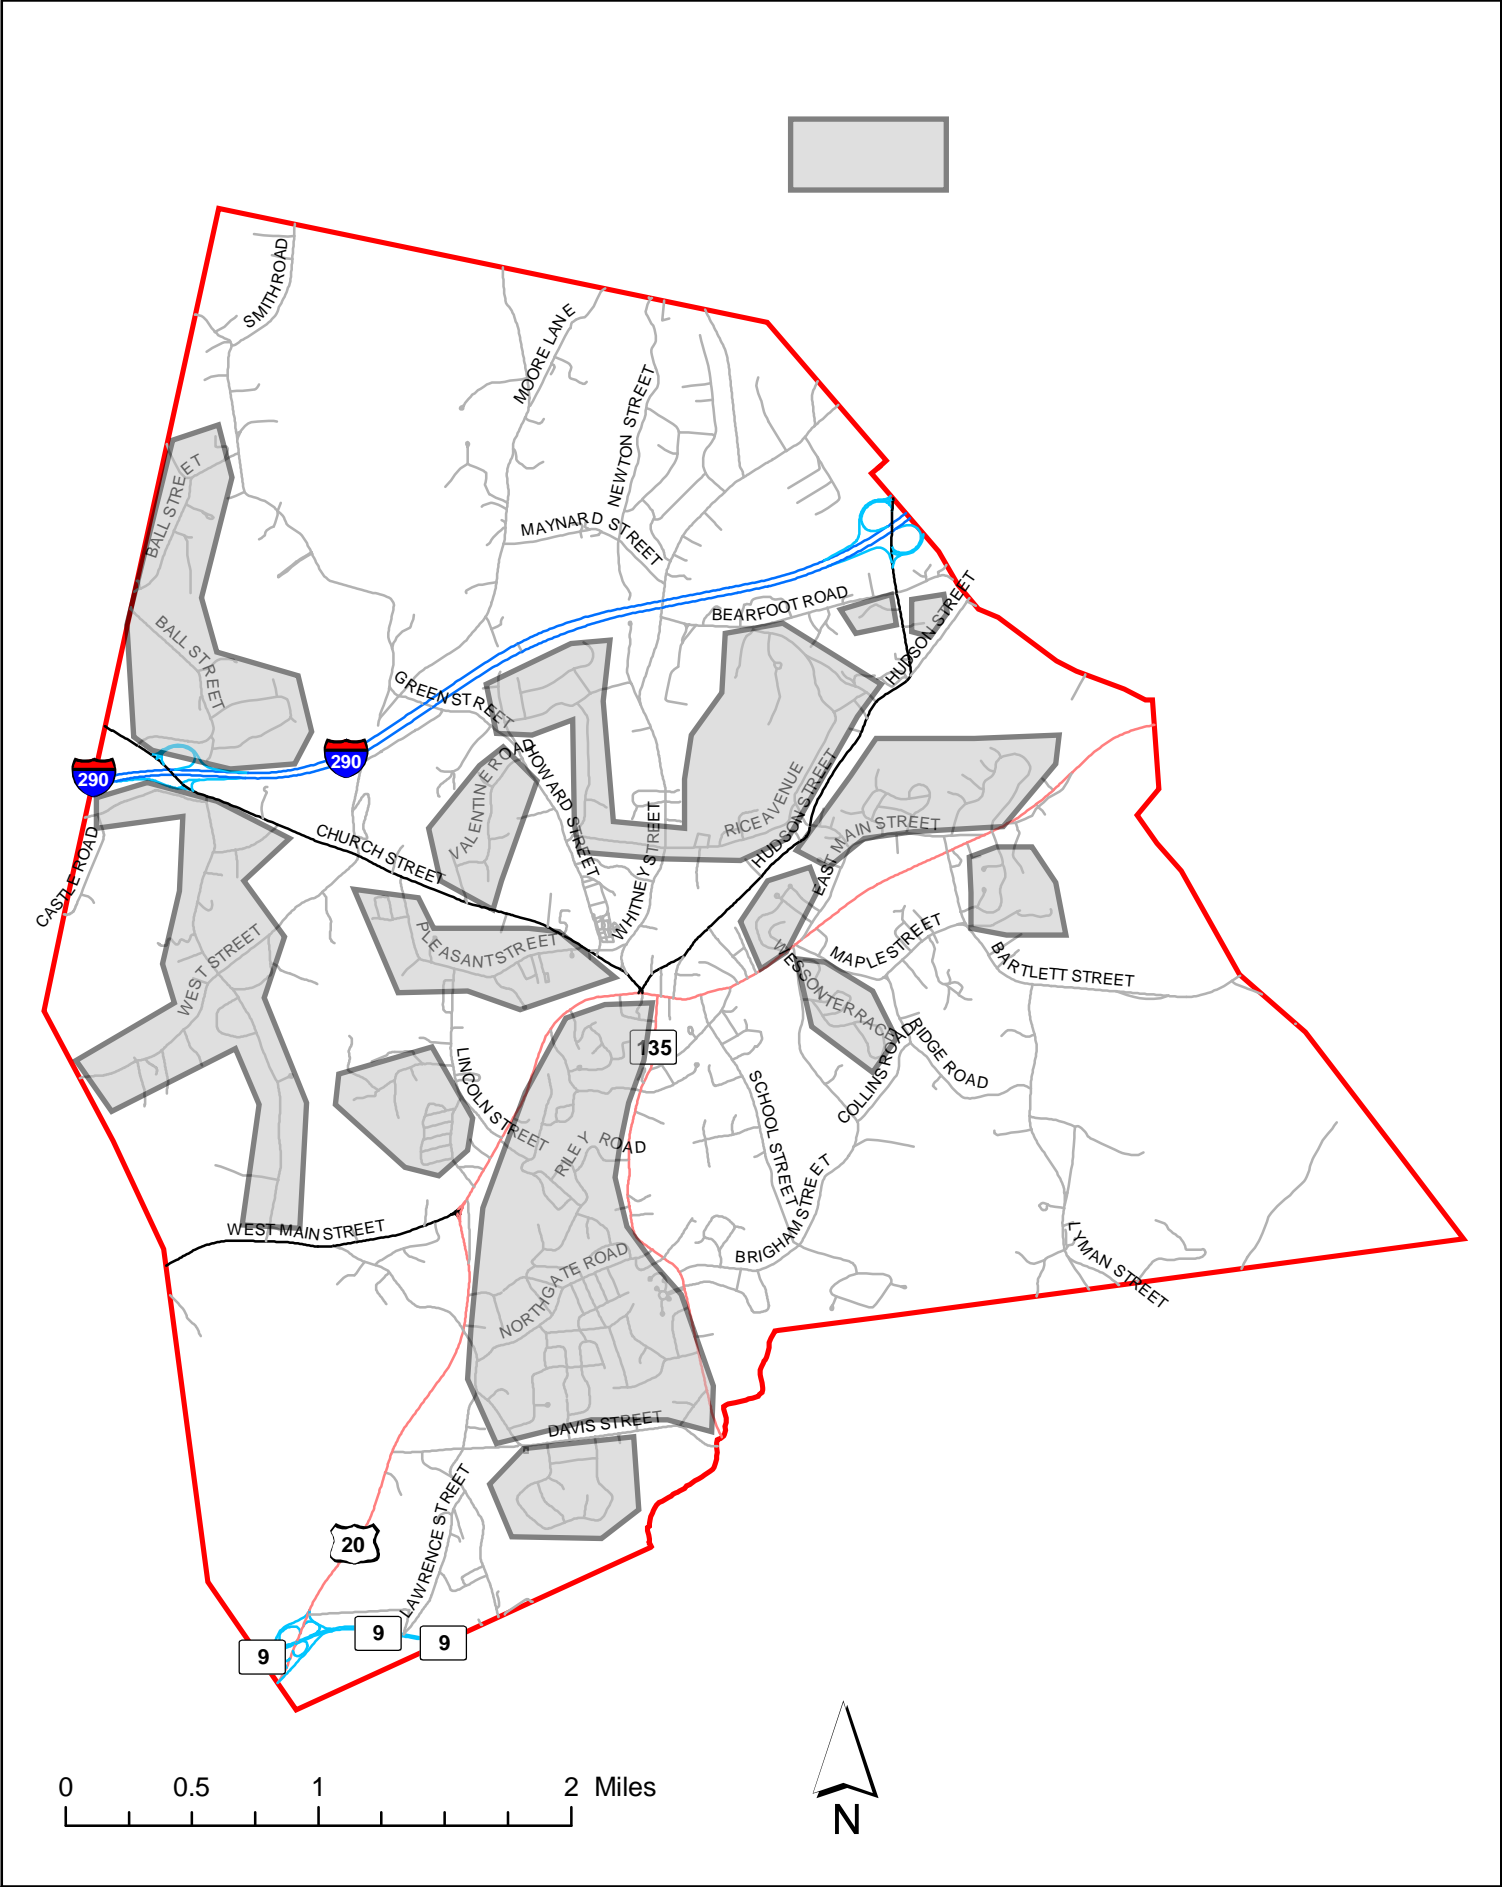 SMITH ROAD
MOORE LANE
NEWTON STREET
BALL STREET
MAYNARD STREET
BEARFOOT ROAD
HUDSON STREET
BALL STREET
GREEN STREET
290
290
VALENTINE ROAD
HOWARD STREET
WHITNEY STREET
RICE AVENUE
HUDSON STREET
EAST MAIN STREET
CHURCH STREET
CASTLE ROAD
WEST STREET
PLEASANT STREET
WESSON TERRACE
MAPLE STREET
BARTLETT STREET
135
LINCOLN STREET
RILEY ROAD
SCHOOL STREET
COLLINS ROAD
RIDGE ROAD
BRIGHAM STREET
WEST MAIN STREET
NORTHGATE ROAD
LYMAN STREET
DAVIS STREET
LAWRENCE STREET
20
9
9
9
0 0.5 1 2 Miles
N